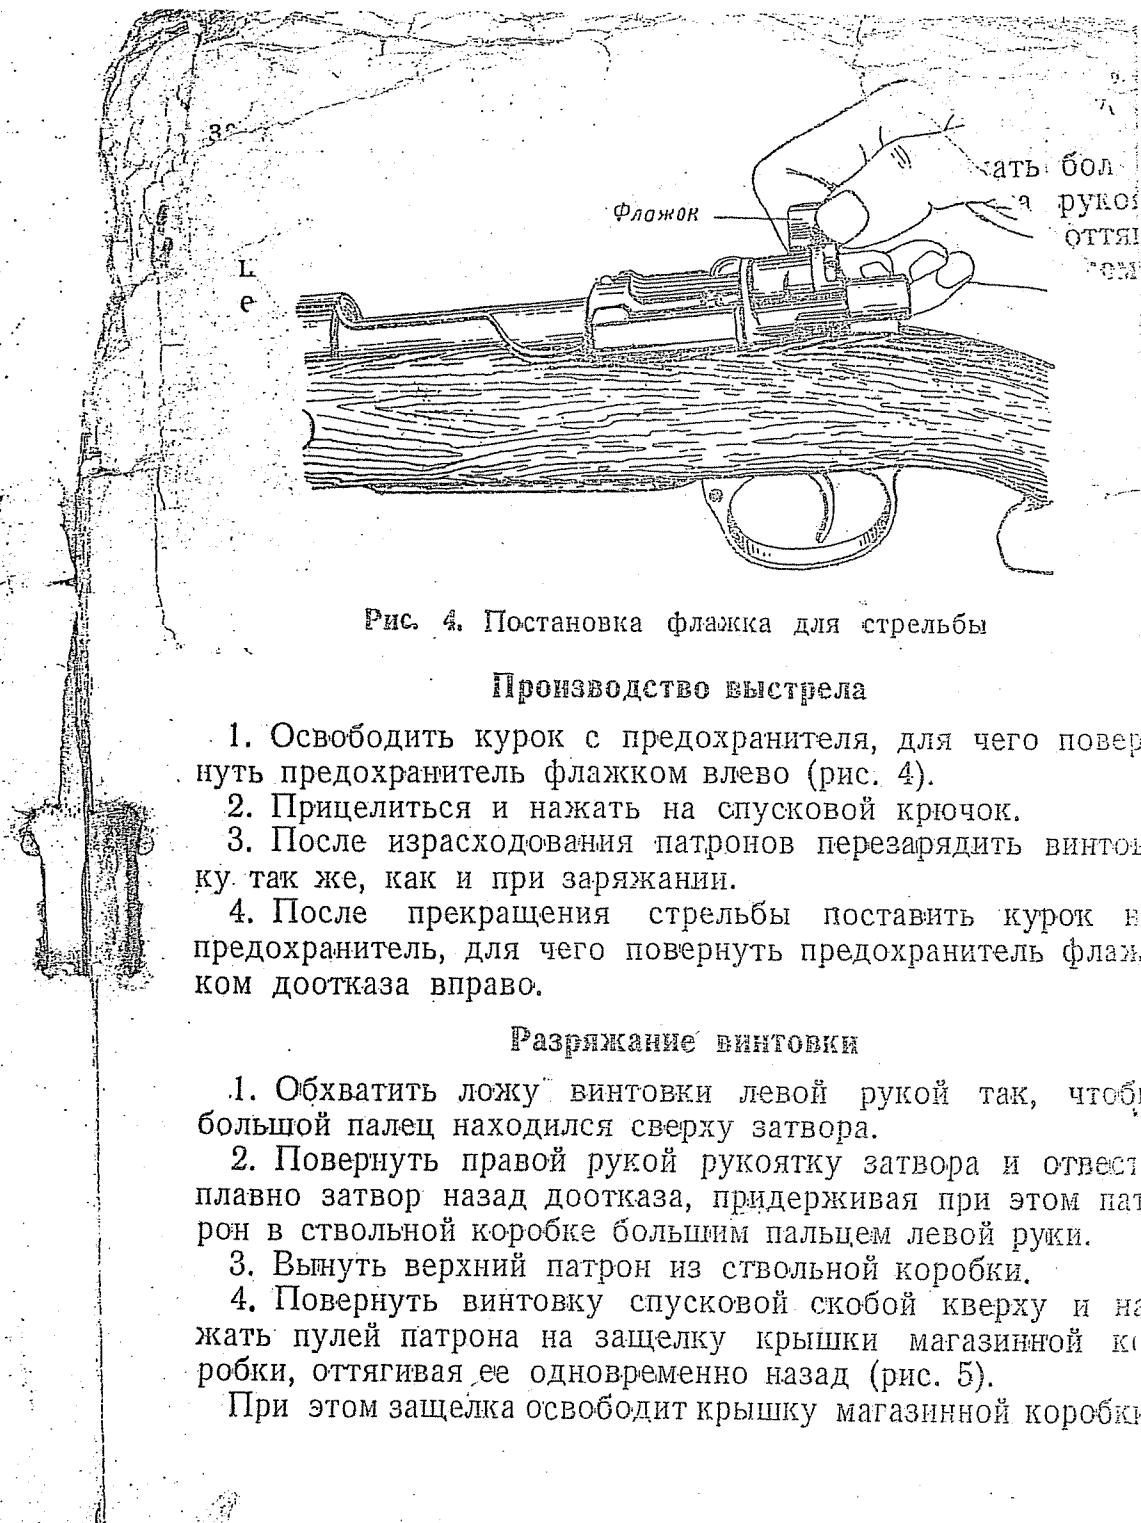 ать бол
руко
оттяг
Флажок
е
Рис. 4. Постановка флажка для стрельбы
Производство выстрела
1. Освободить курок с предохранителя, для чего повер
нуть предохранитель флажком влево (рис. 4).
2. Прицелиться и нажать на спусковой крючок.
3. После израсходования патронов перезарядить винтов
ку так же, как и при заряжании.
4. После прекращения стрельбы поставить курок н
предохранитель, для чего повернуть предохранитель флаж
ком доотказа вправо.
Разряжание винтовки
1. Обхватить ложу винтовки левой рукой так, чтоб
большой палец находился сверху затвора.
2. Повернуть правой рукой рукоятку затвора и отвест
плавно затвор назад доотказа, придерживая при этом пат
рон в ствольной коробке большим пальцем левой руки.
3. Вынуть верхний патрон из ствольной коробки.
4. Повернуть винтовку спусковой скобой кверху и на
жать пулей патрона на защелку крышки магазинной к
робки, оттягивая ее одновременно назад (рис. 5).
При этом защелка освободит крышку магазинной коробки